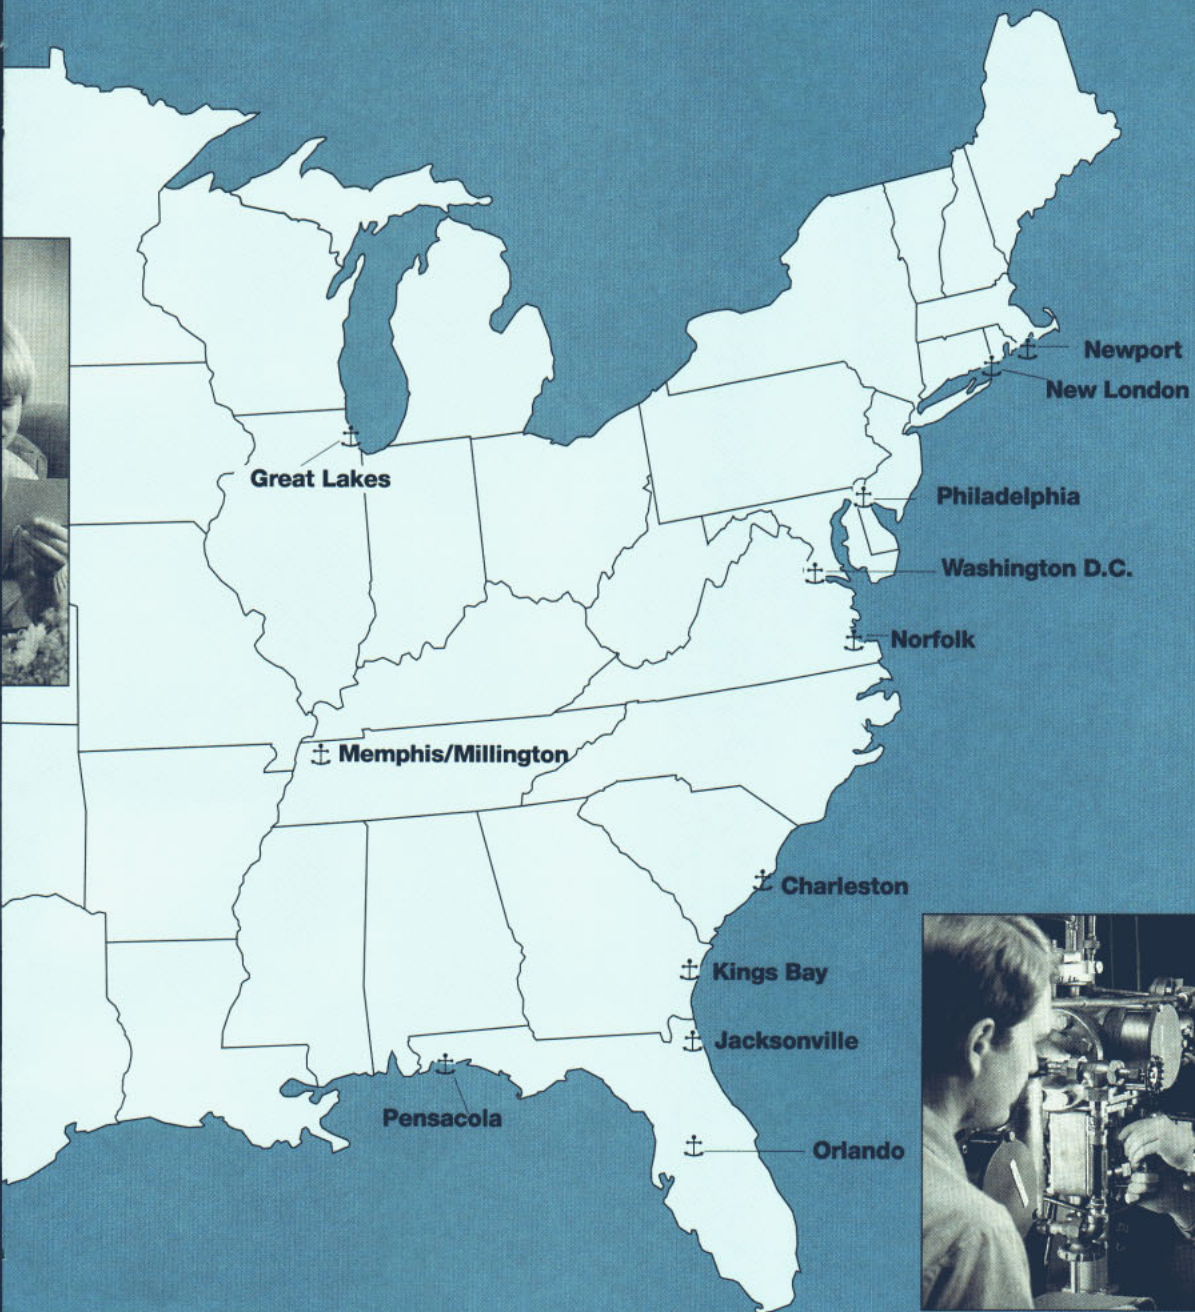 Newport
New London
Great Lakes
Philadelphia
Washington D.C.
Norfolk
Memphis/Millington
Charleston
Kings Bay
Jacksonville
Pensacola
Orlando